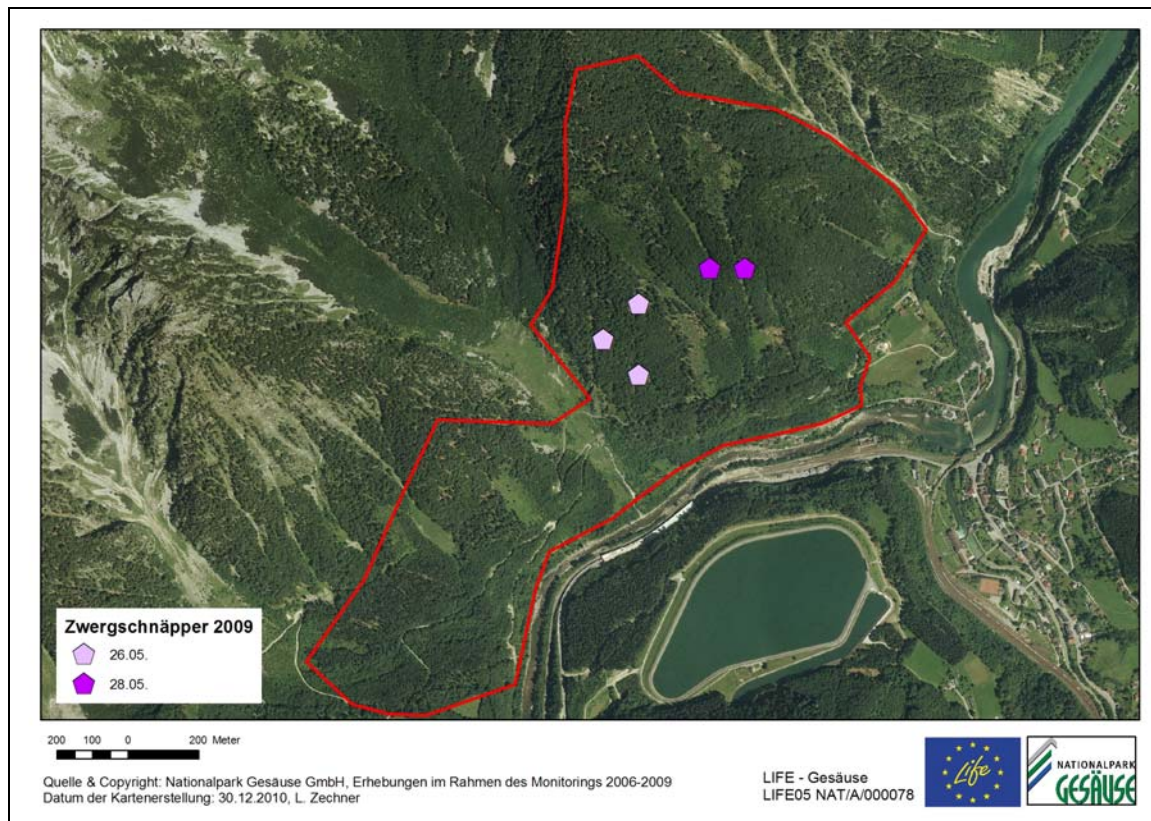 Zwergschnäpper 2009
26.05.
28.05.
200 100 0 200 Meter
Quelle & Copyright: Nationalpark Gesäuse GmbH, Erhebungen im Rahmen des Monitorings 2006-2009
Datum der Kartenerstellung: 30.12.2010, L. Zechner
LIFE - Gesäuse
LIFE05 NAT/A/000078
Life
NATIONALPARK
GESÄUSE